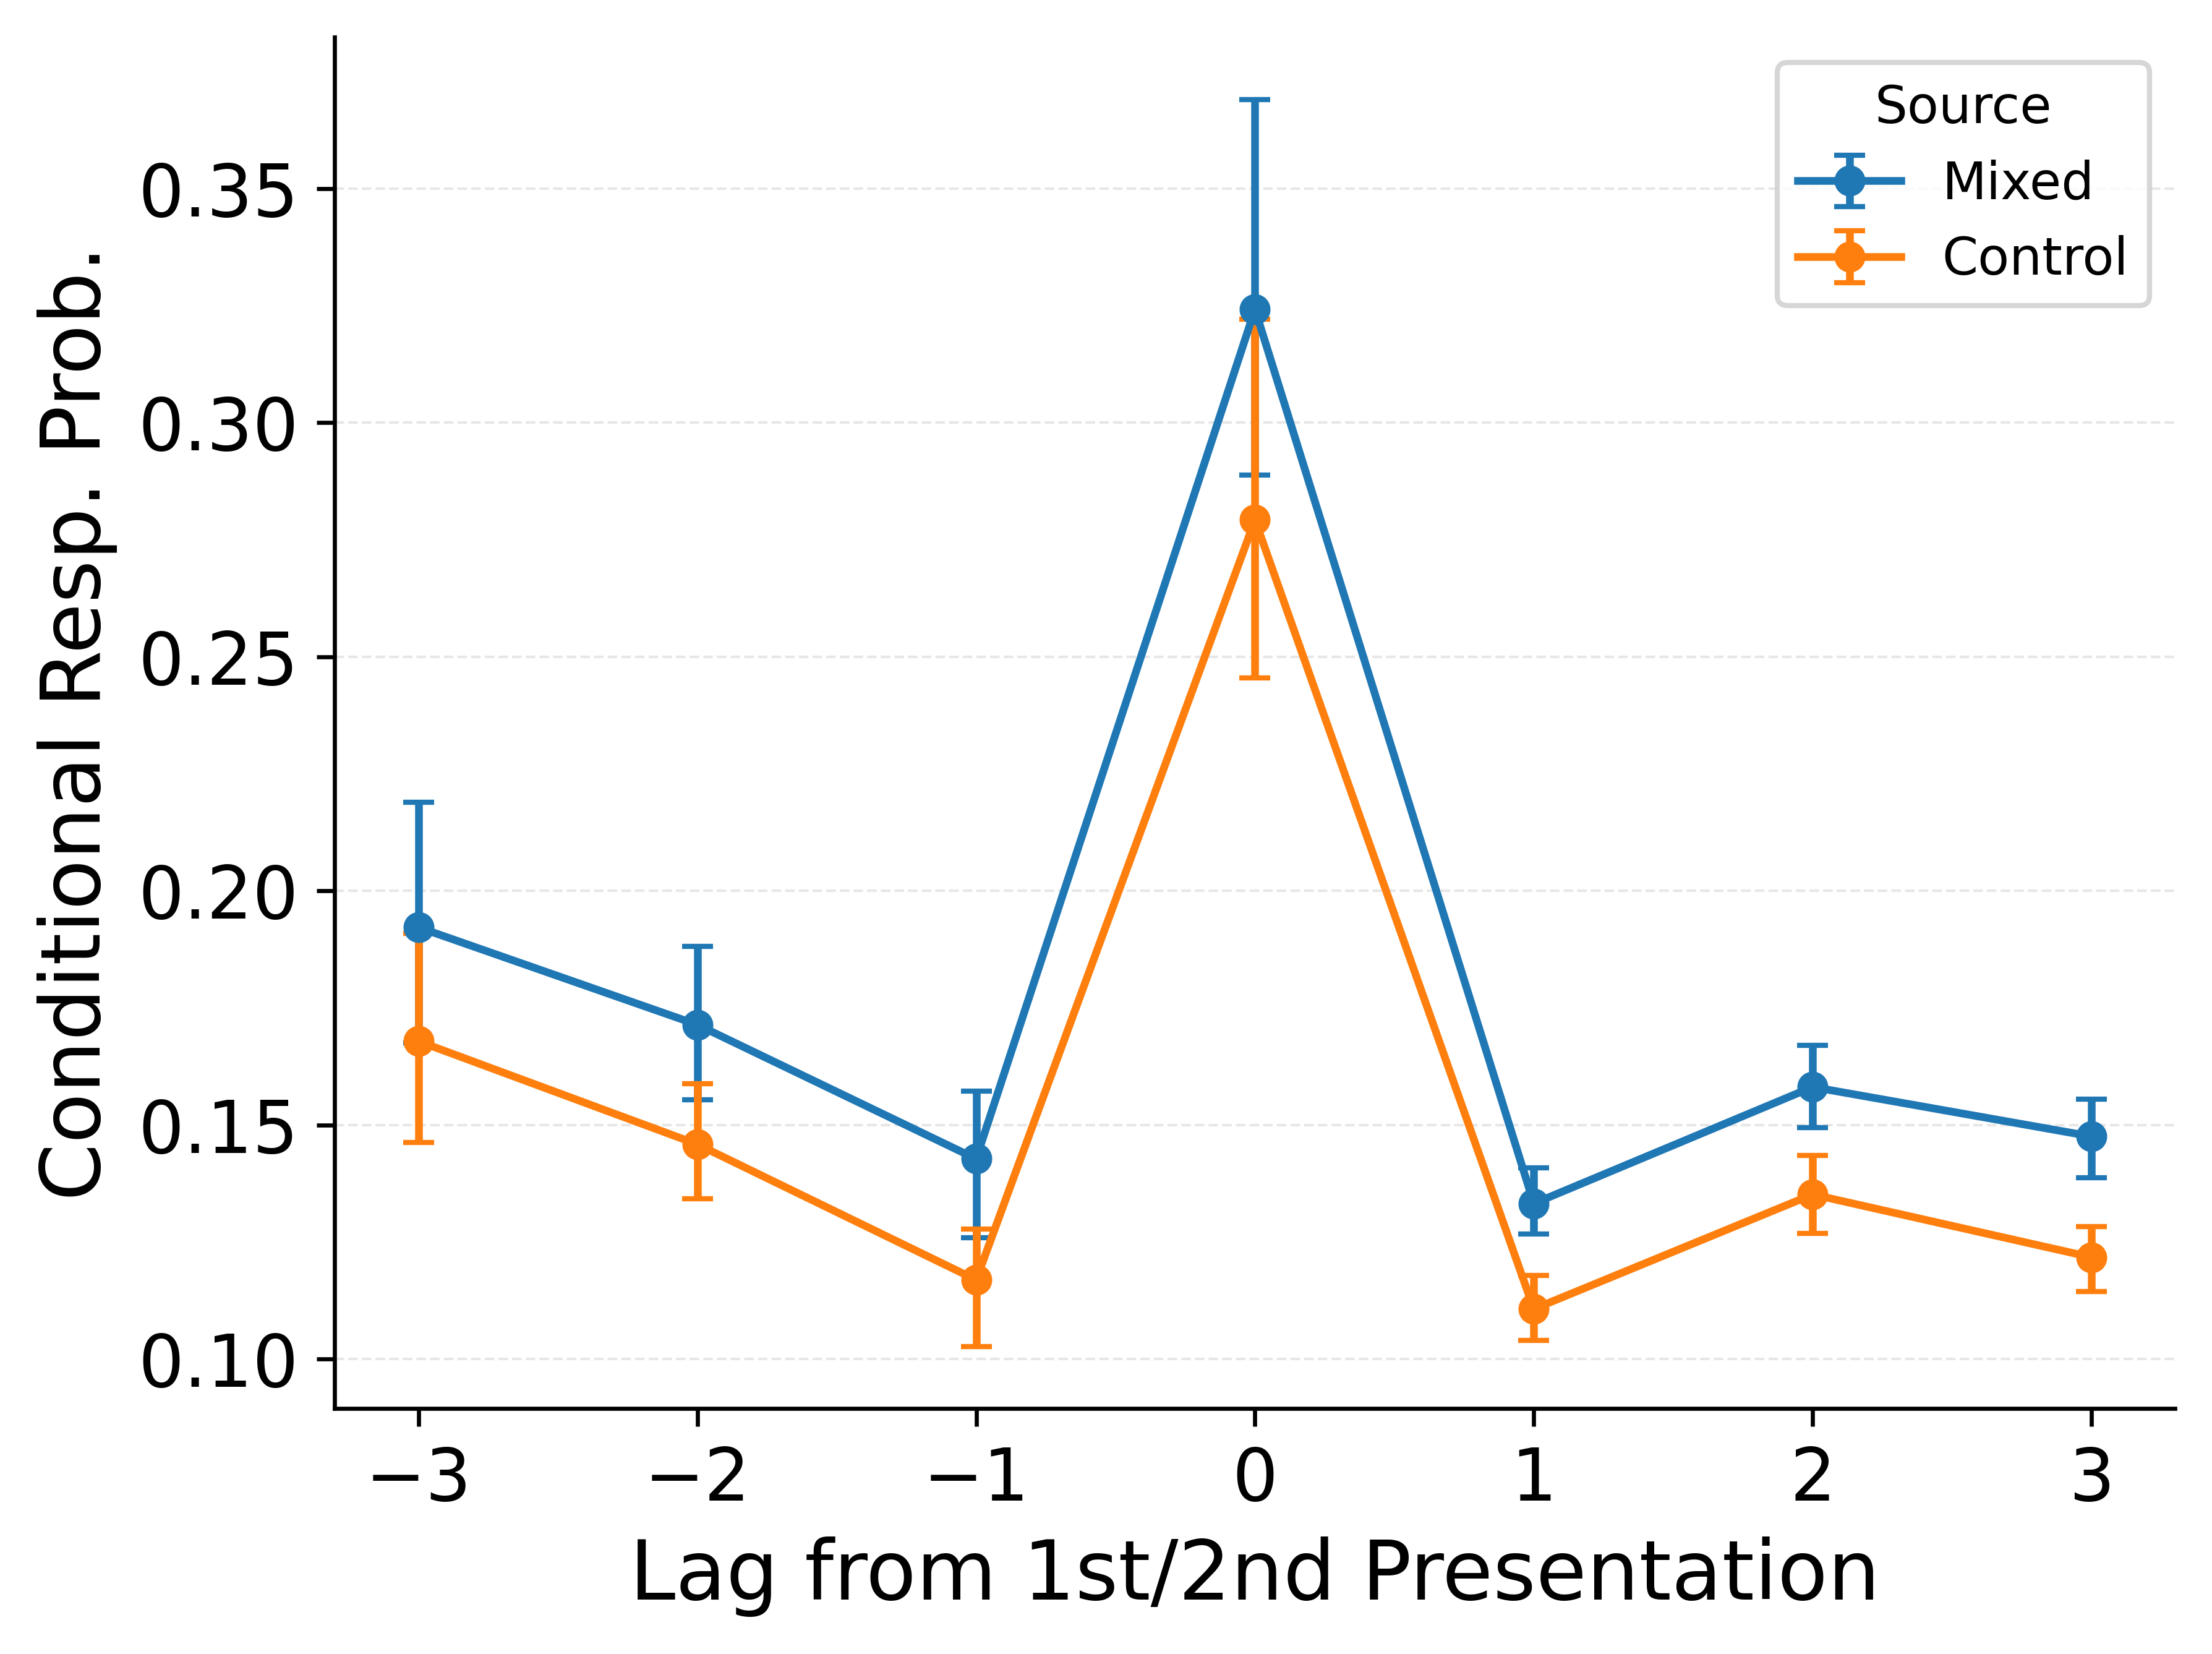 Conditional Resp. Prob.
0.35
0.30
0.25
0.20
0.15
0.10
−3 −2 −1 0 1 2 3
Lag from 1st/2nd Presentation
Source
Mixed
Control